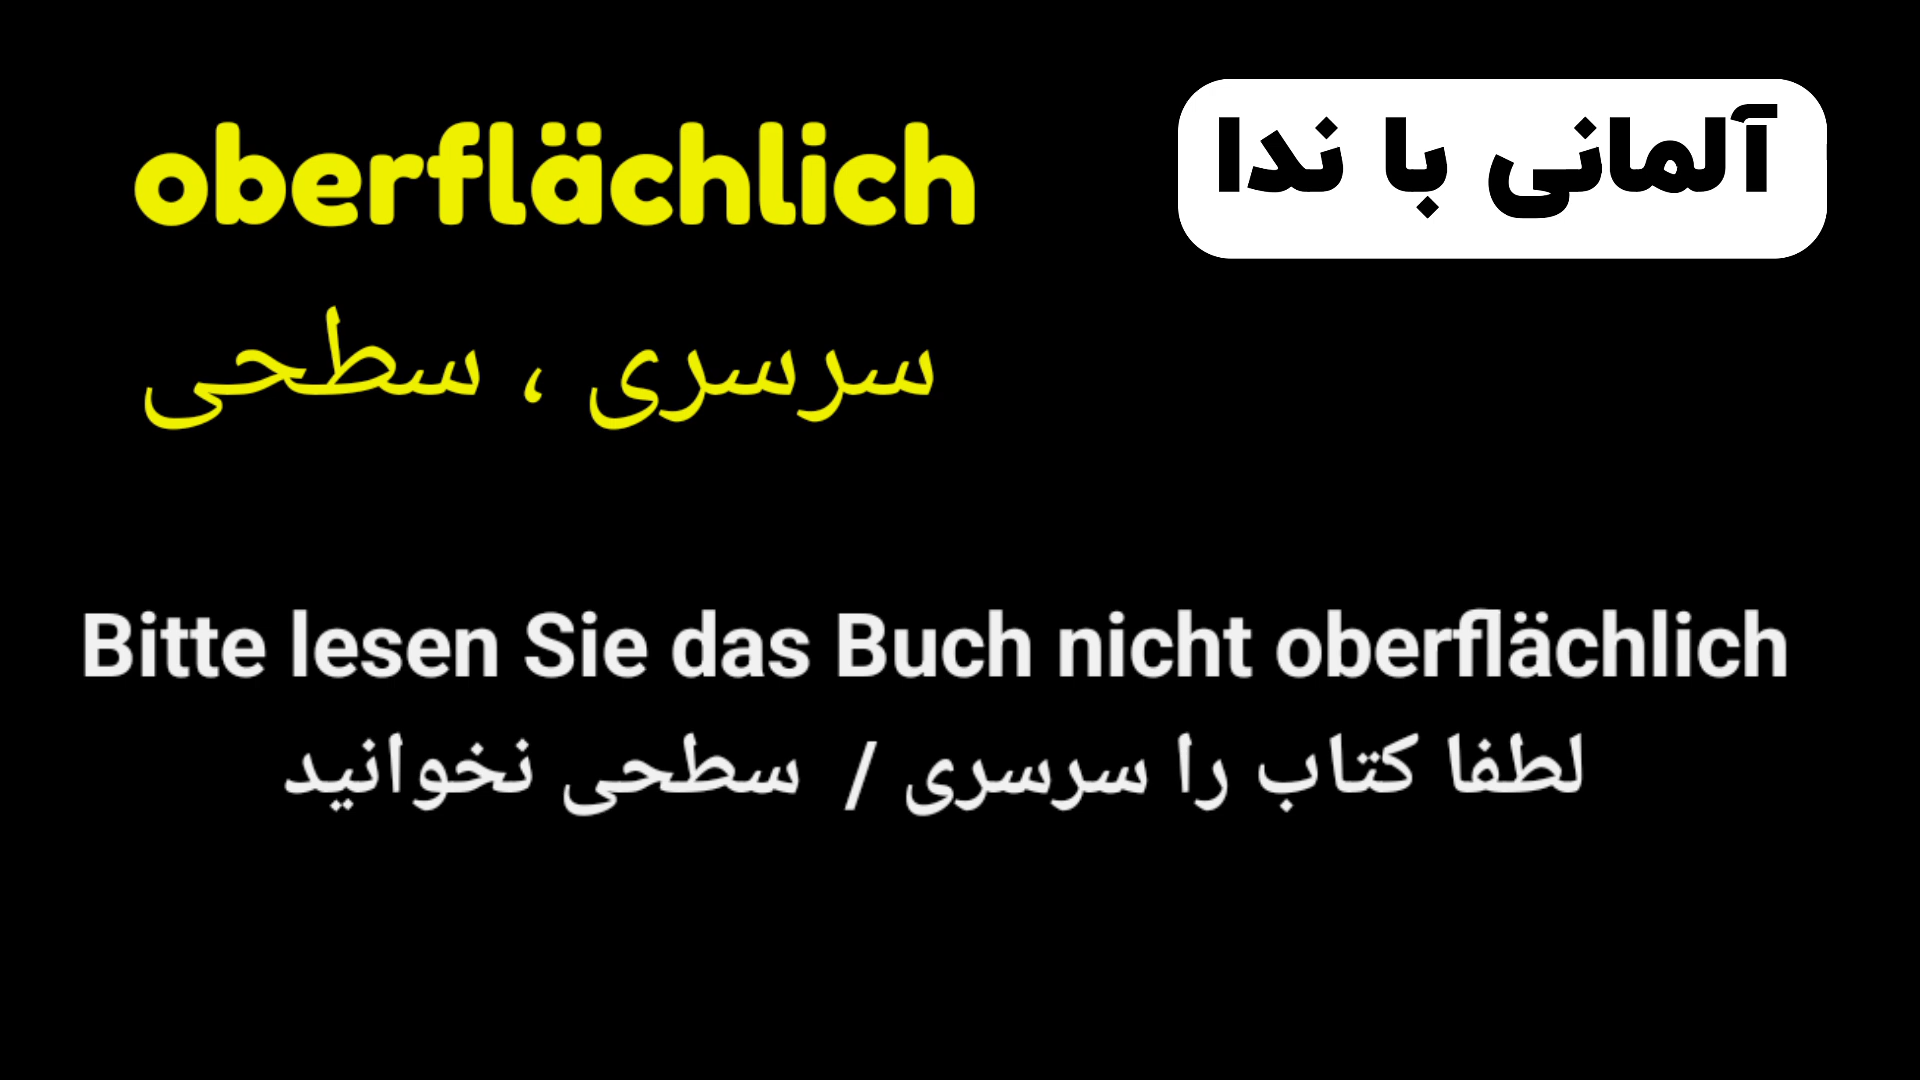 oberflächlich
آلمانی با ندا
سرسری ، سطحی
Bitte lesen Sie das Buch nicht oberflächlich
لطفا کتاب را سرسری / سطحی نخوانید